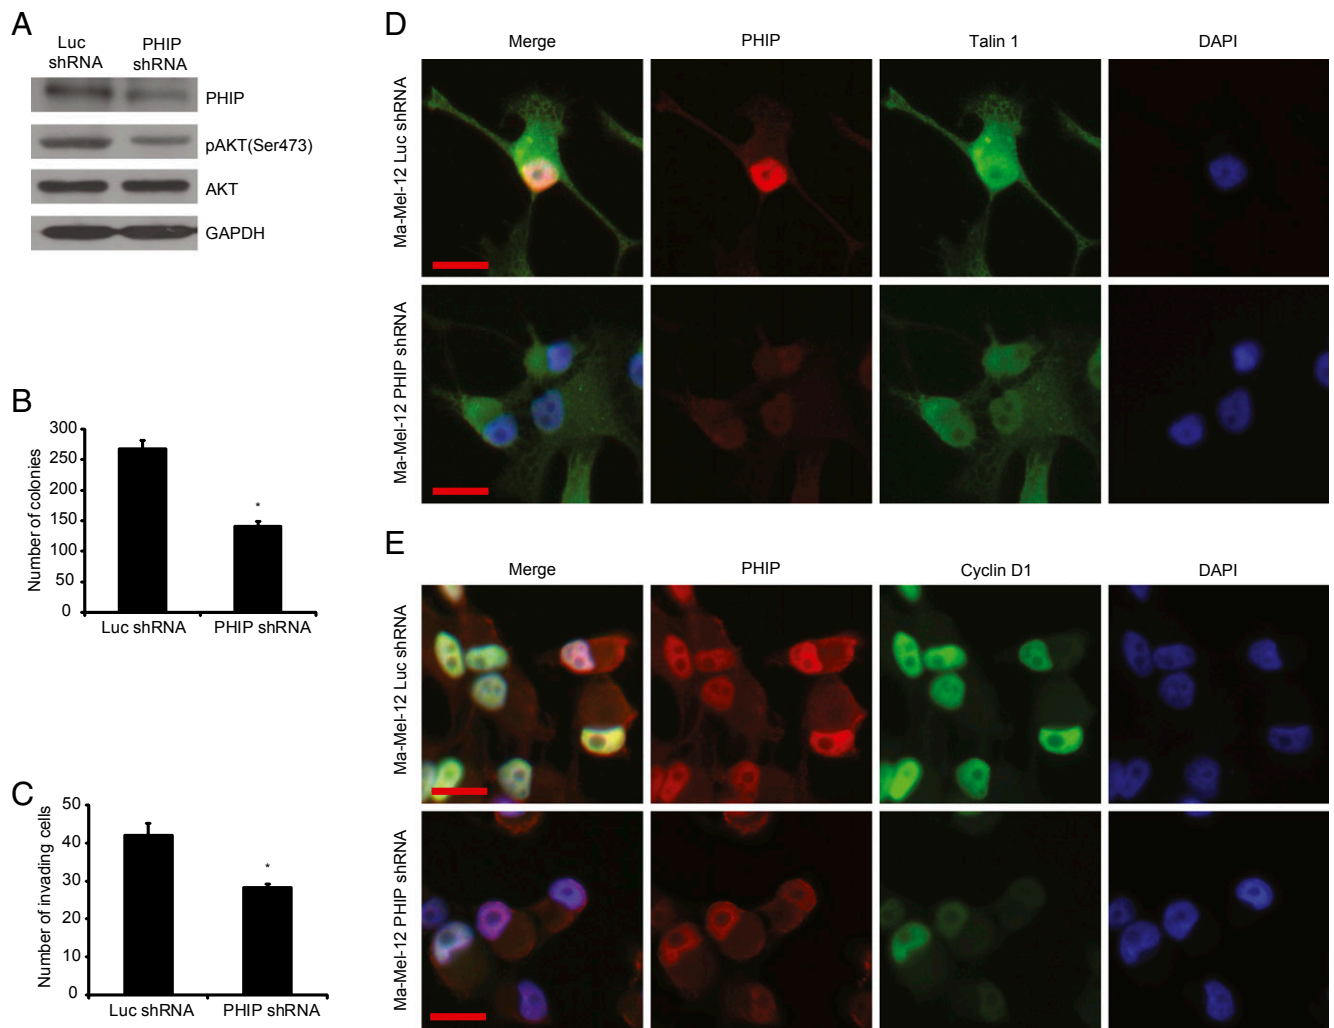 A
Luc
shRNA
PHIP
shRNA
PHIP
pAKT(Ser473)
AKT
GAPDH
B
Number of colonies
300
250
200
150
100
50
0
Luc shRNA
PHIP shRNA
*
C
Number of invading cells
50
40
30
20
10
0
Luc shRNA
PHIP shRNA
*
D
Merge
PHIP
Talin 1
DAPI
Ma-Mel-12 Luc shRNA
Ma-Mel-12 PHIP shRNA
E
Merge
PHIP
Cyclin D1
DAPI
Ma-Mel-12 Luc shRNA
Ma-Mel-12 PHIP shRNA